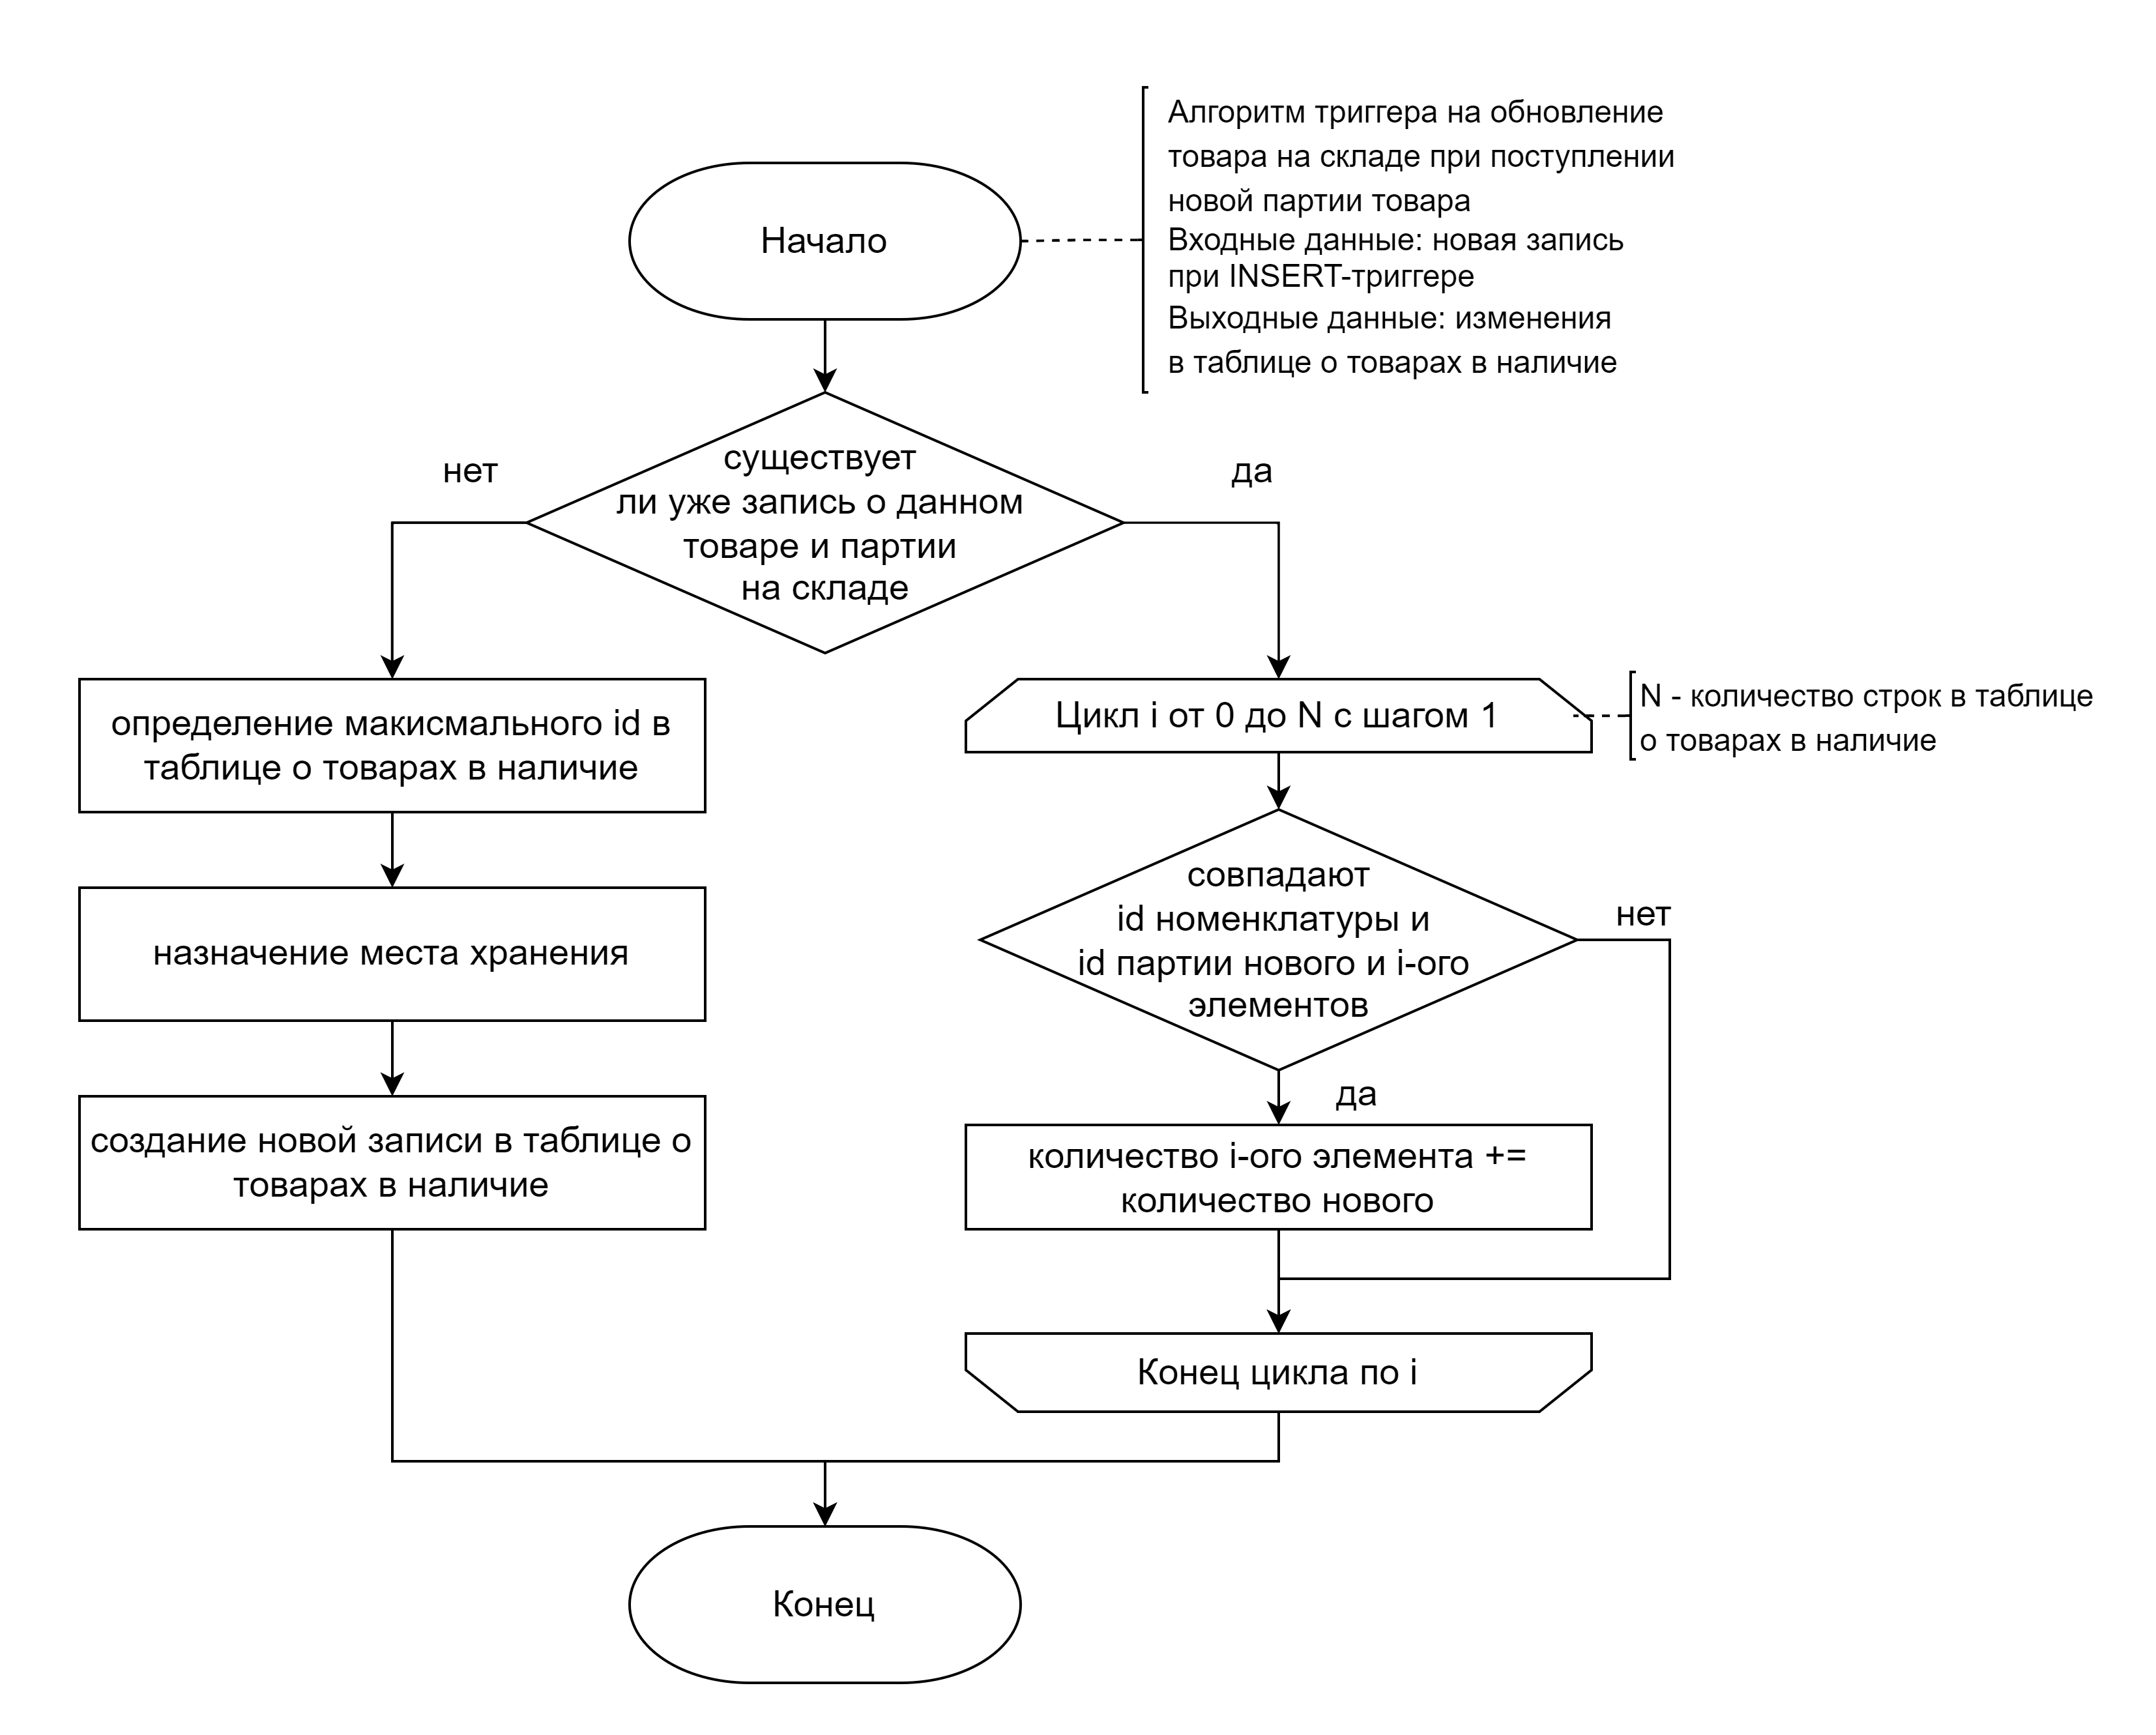 Алгоритм триггера на обновление
товара на складе при поступлении
новой партии товара
Входные данные: новая запись
при INSERT-триггере
Выходные данные: изменения
в таблице о товарах в наличие
Начало
существует
ли уже запись о данном
товаре и партии
на складе
нет
да
определение макисмального id в
таблице о товарах в наличие
назначение места хранения
создание новой записи в таблице о
товарах в наличие
Цикл i от 0 до N с шагом 1
N - количество строк в таблице
о товарах в наличие
совпадают
id номенклатуры и
id партии нового и i-ого
элементов
нет
да
количество i-ого элемента +=
количество нового
Конец цикла по i
Конец